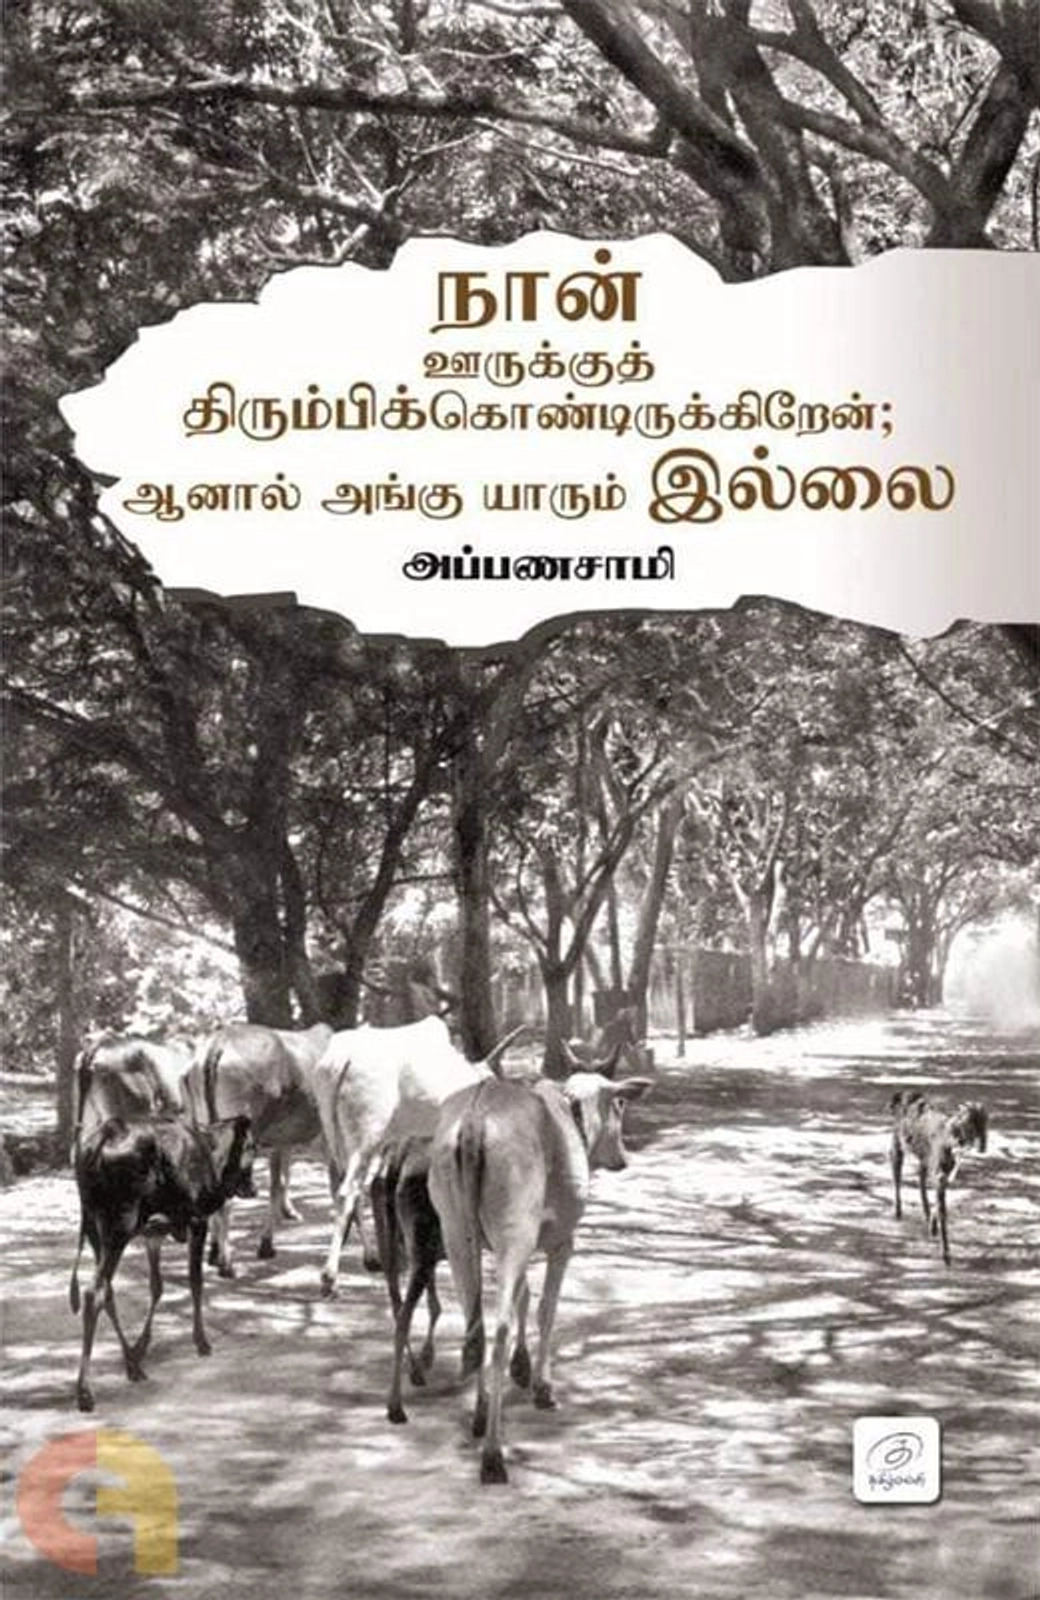 நான்
ஊருக்குத்
திரும்பிக்கொண்டிருக்கிறேன்;
ஆனால் அங்கு யாரும் இல்லை
அப்பணசாமி